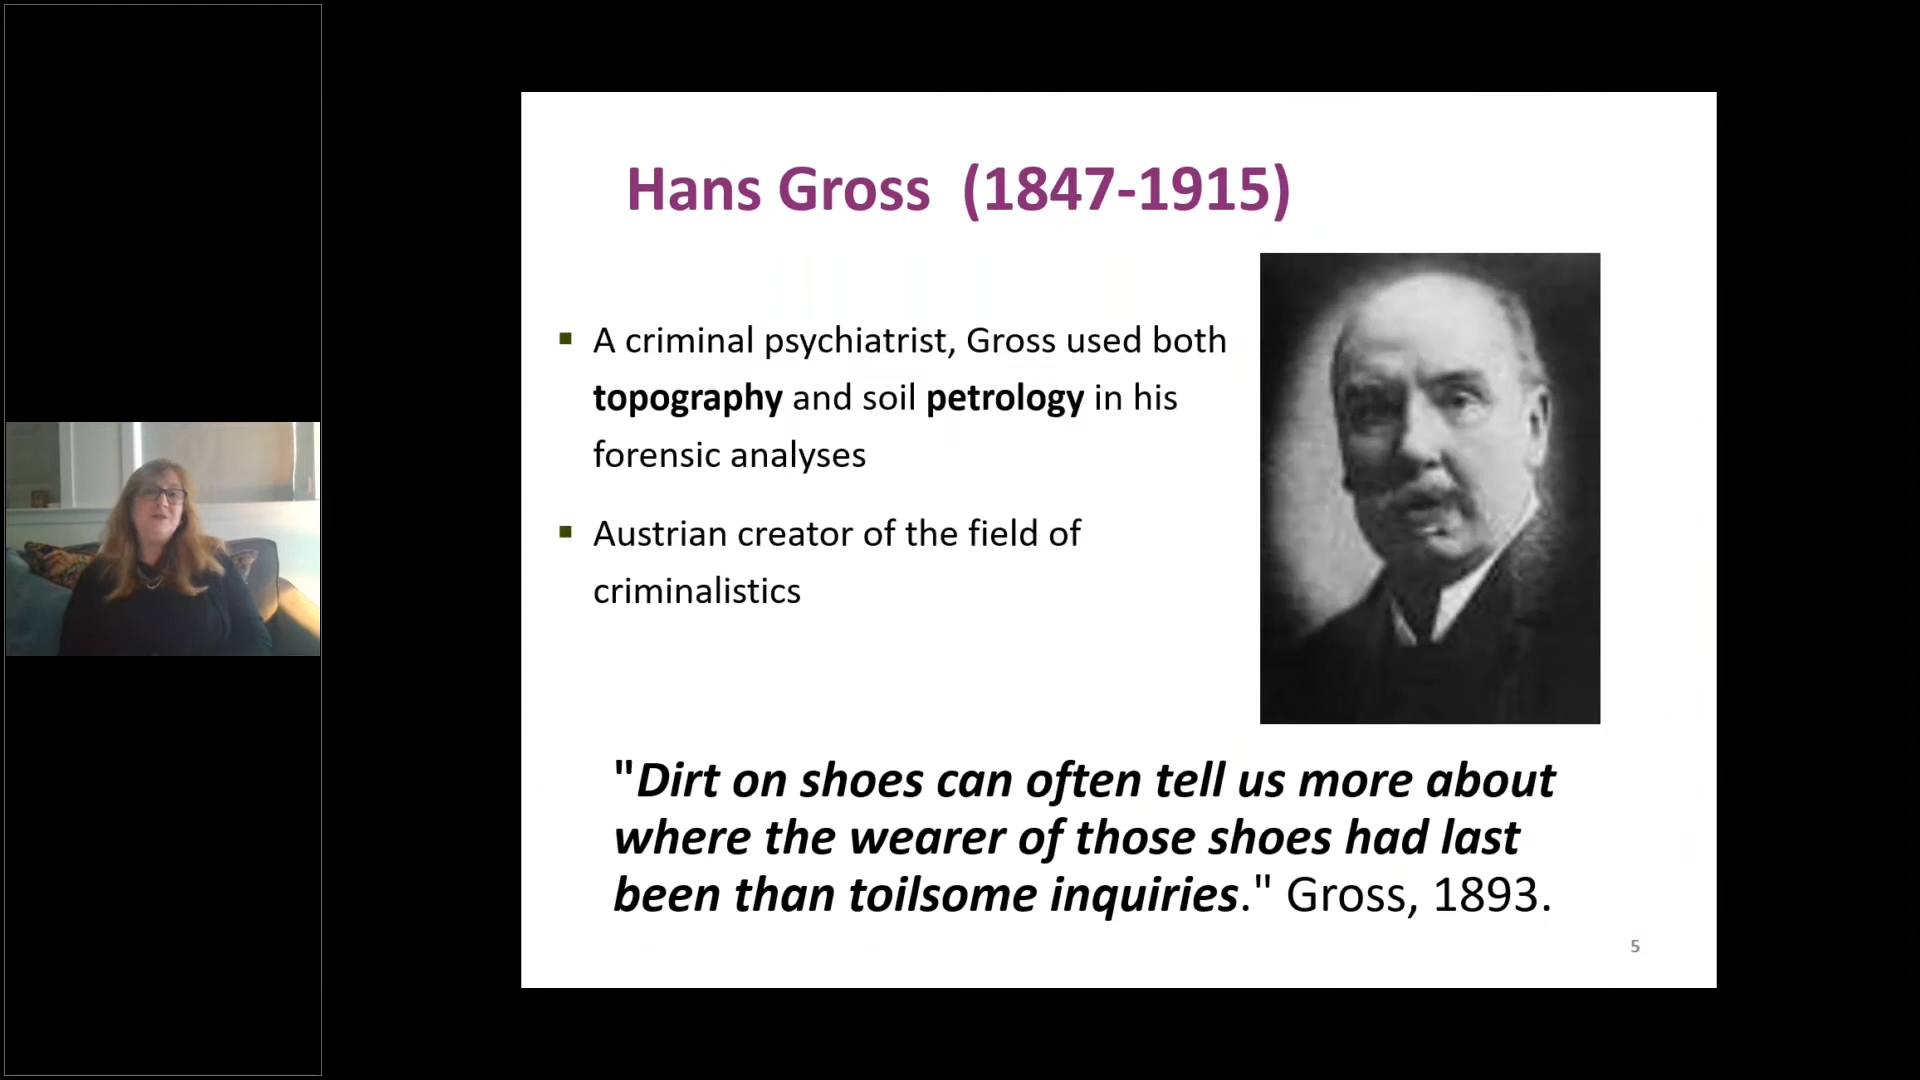 Hans Gross  (1847-1915)
A criminal psychiatrist, Gross used both
topography and soil petrology in his
forensic analyses
Austrian creator of the field of
criminalistics
"Dirt on shoes can often tell us more about
where the wearer of those shoes had last
been than toilsome inquiries." Gross, 1893.
5